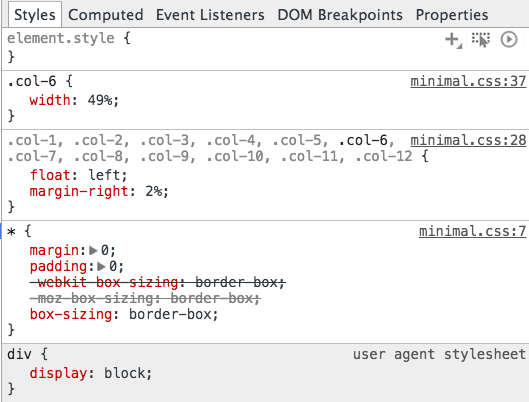 Styles Computed Event Listeners DOM Breakpoints Properties
element.style {
}
.col-6 { minimal.css:37
width: 49%;
}
.col-1, .col-2, .col-3, .col-4, .col-5, .col-6, minimal.css:28
.col-7, .col-8, .col-9, .col-10, .col-11, .col-12 {
float: left;
margin-right: 2%;
}
* { minimal.css:7
margin:▶0;
padding:▶0;
-webkit-box-sizing: border-box;
-moz-box-sizing: border-box;
box-sizing: border-box;
}
div { user agent stylesheet
display: block;
}